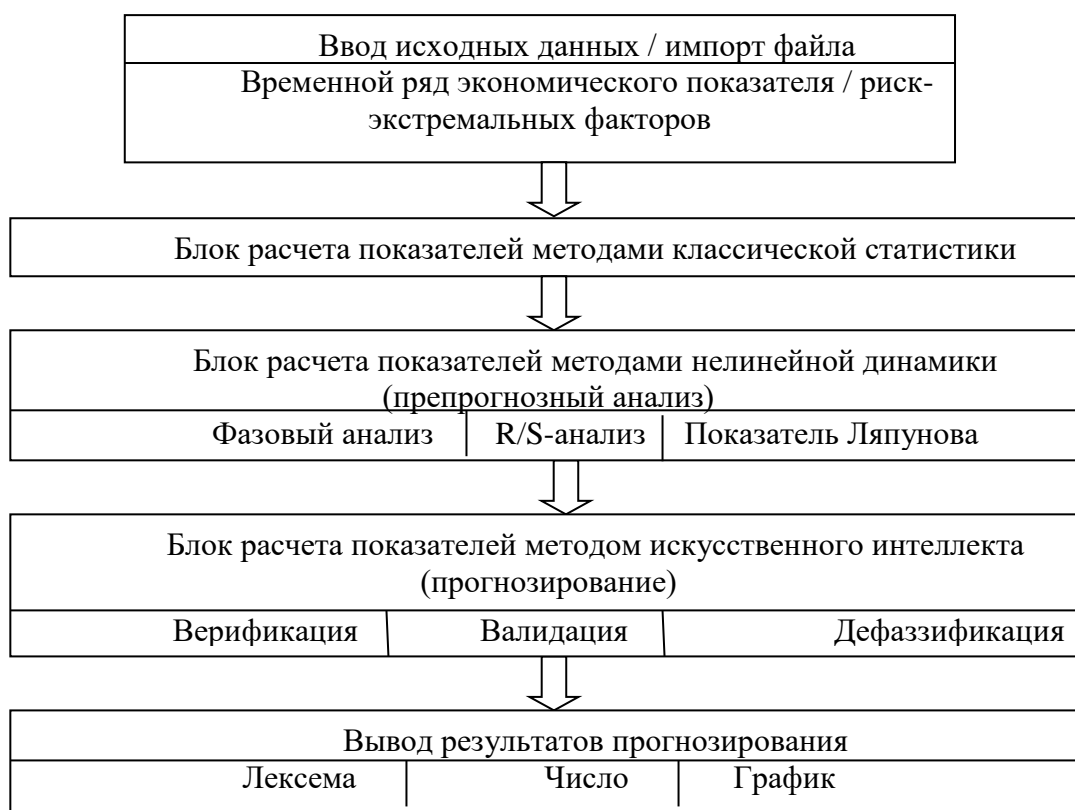 Ввод исходных данных / импорт файла
Временной ряд экономического показателя / риск-
экстремальных факторов
Блок расчета показателей методами классической статистики
Блок расчета показателей методами нелинейной динамики
(препрогнозный анализ)
Фазовый анализ R/S-анализ Показатель Ляпунова
Блок расчета показателей методом искусственного интеллекта
(прогнозирование)
Верификация Валидация Дефаззификация
Вывод результатов прогнозирования
Лексема Число График